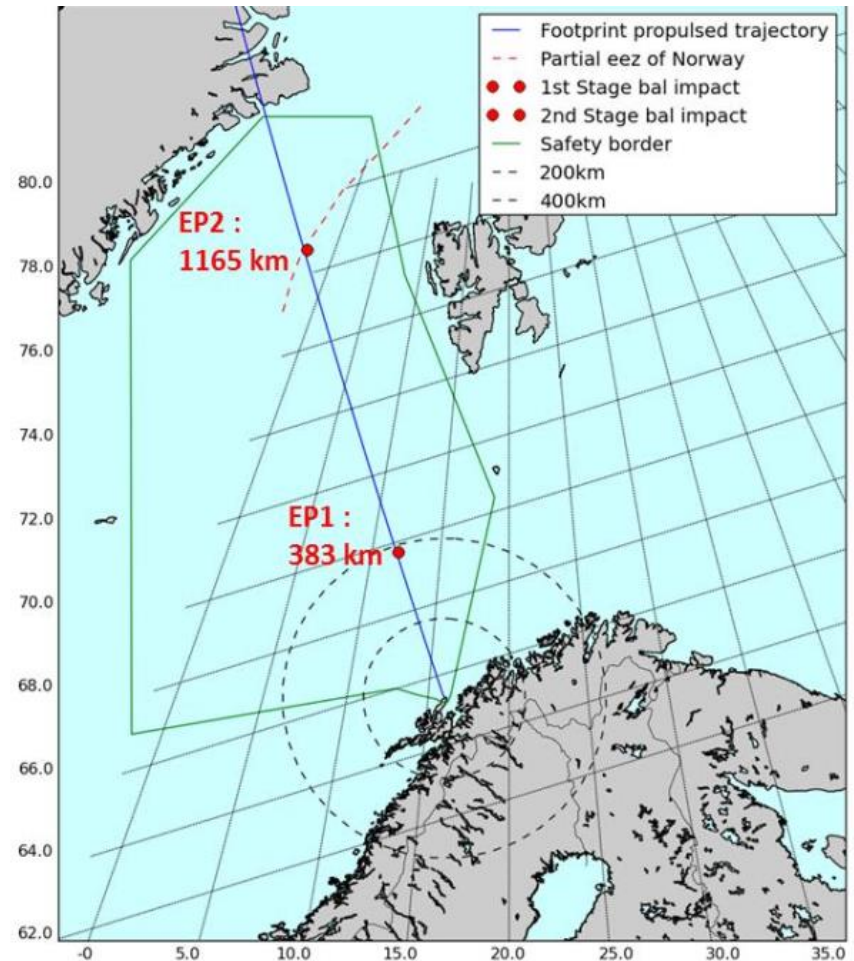 Footprint propulsed trajectory
Partial eez of Norway
1st Stage bal impact
2nd Stage bal impact
Safety border
200km
400km
80.0
EP2 :
1165 km
78.0
76.0
74.0
72.0
EP1 :
383 km
70.0
68.0
66.0
64.0
62.0
-0
5.0
10.0
15.0
20.0
25.0
30.0
35.0